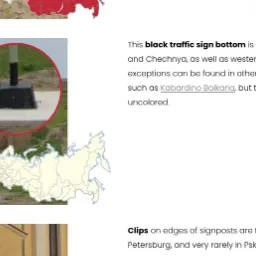 This black traffic sign bottom is
and Chechnya, as well as wester
exceptions can be found in other
such as Kabardino Balkaria, but t
uncolored.
Clips on edges of signposts are f
Petersburg, and very rarely in Psk